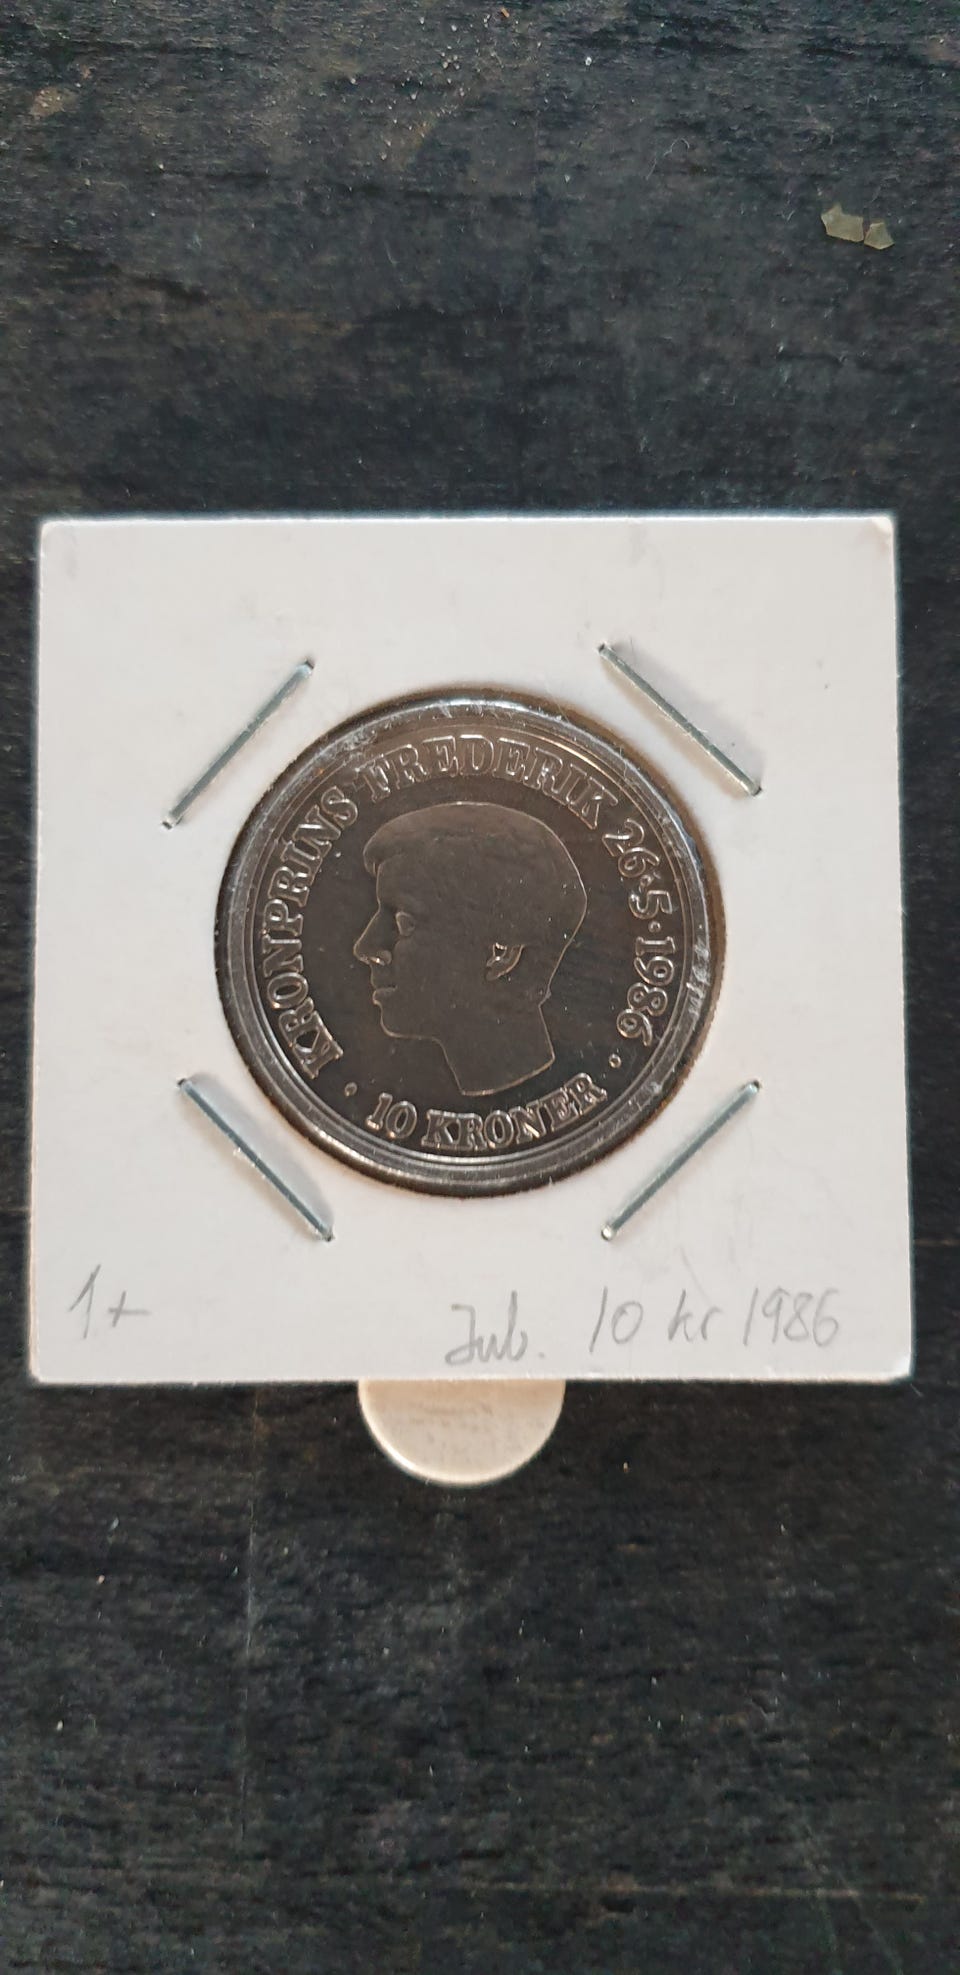 KRONPRINS FREDERIK 26·5·1986
10 KRONER
1+ Jub. 10 kr 1986